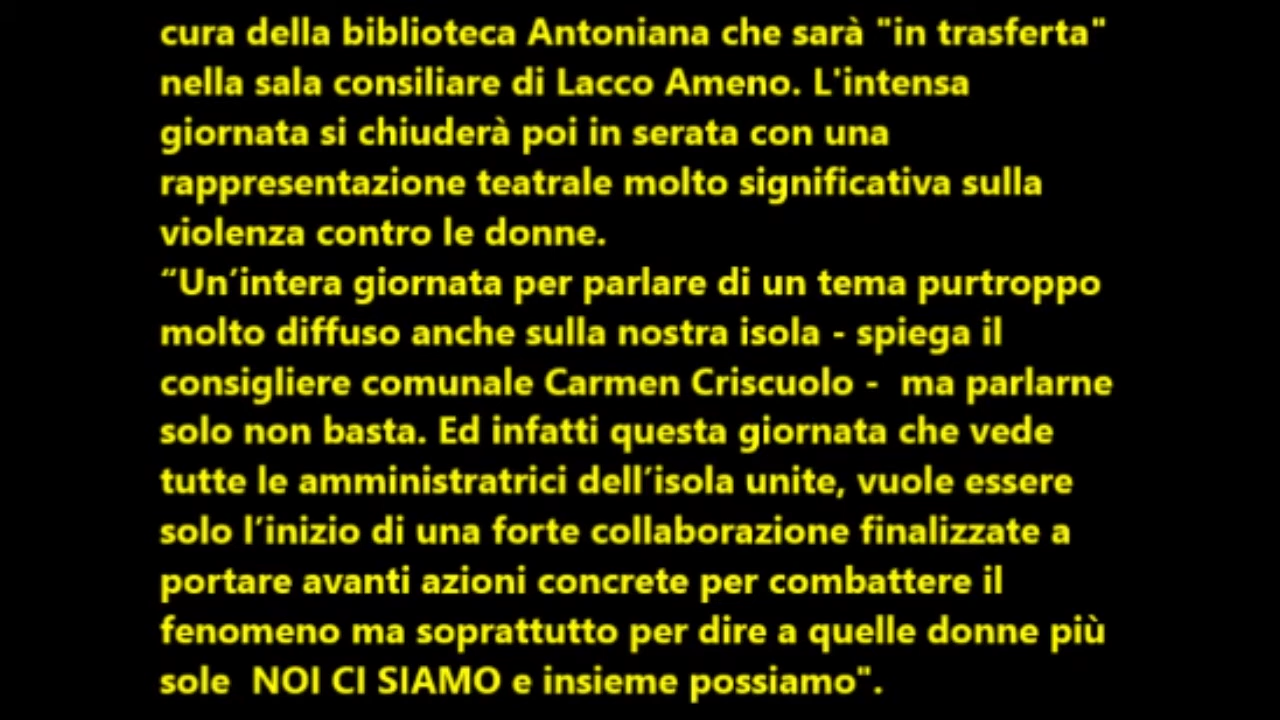 cura della biblioteca Antoniana che sarà "in trasferta"
nella sala consiliare di Lacco Ameno. L'intensa
giornata si chiuderà poi in serata con una
rappresentazione teatrale molto significativa sulla
violenza contro le donne.
“Un’intera giornata per parlare di un tema purtroppo
molto diffuso anche sulla nostra isola - spiega il
consigliere comunale Carmen Criscuolo -  ma parlarne
solo non basta. Ed infatti questa giornata che vede
tutte le amministratrici dell’isola unite, vuole essere
solo l’inizio di una forte collaborazione finalizzate a
portare avanti azioni concrete per combattere il
fenomeno ma soprattutto per dire a quelle donne più
sole  NOI CI SIAMO e insieme possiamo".